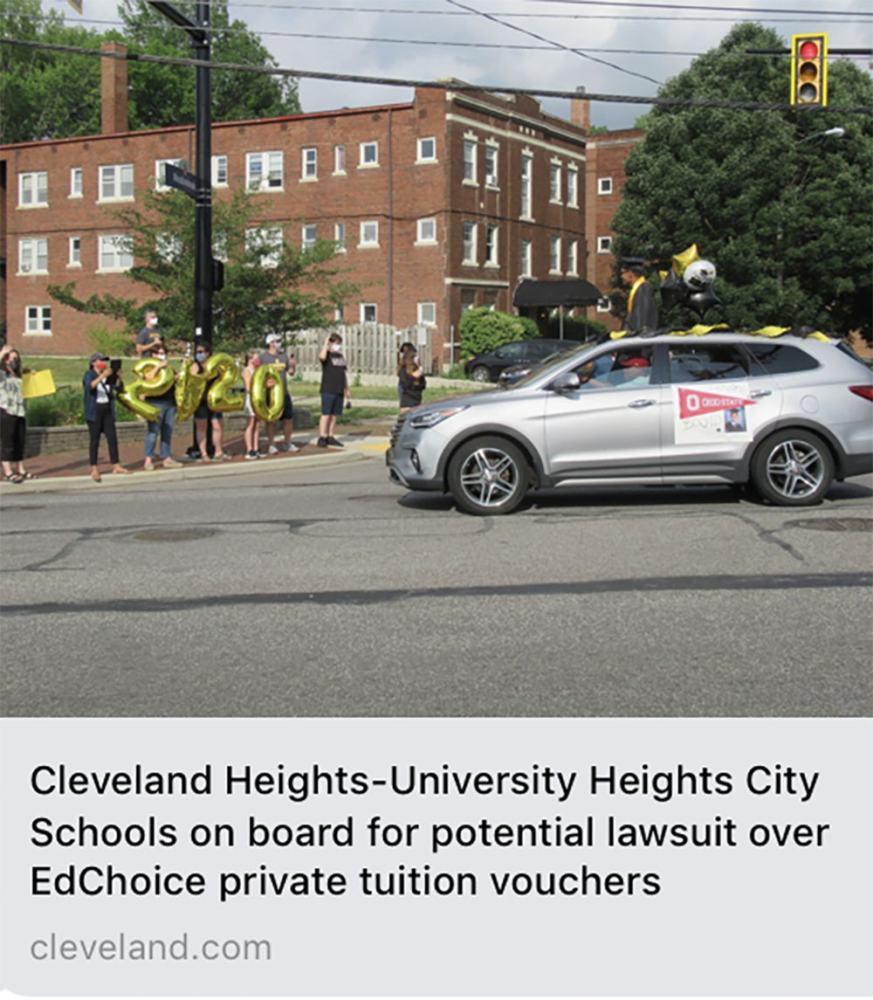 2020
OHIO STATE
Cleveland Heights-University Heights City
Schools on board for potential lawsuit over
EdChoice private tuition vouchers
cleveland.com